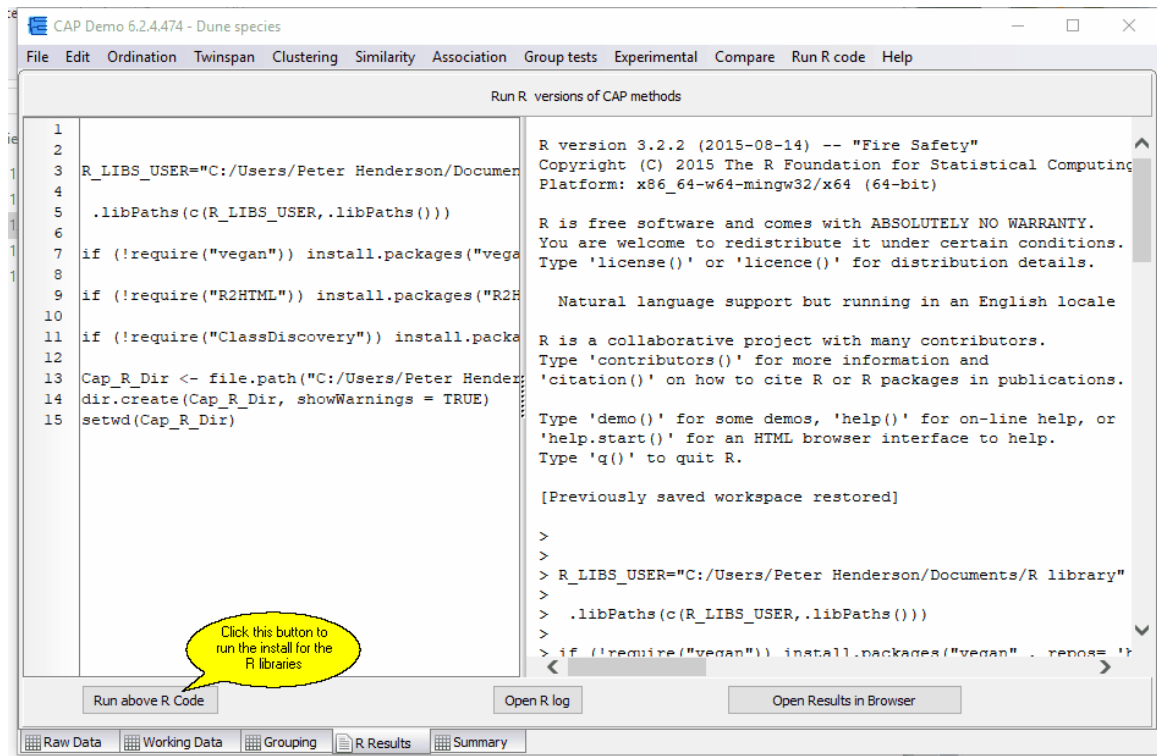 CAP Demo 6.2.4.474 - Dune species
File Edit Ordination Twinspan Clustering Similarity Association Group tests Experimental Compare Run R code Help
Run R versions of CAP methods
1
2
3 R_LIBS_USER="C:/Users/Peter Henderson/Documen
4
5 .libPaths(c(R_LIBS_USER,.libPaths()))
6
7 if (!require("vegan")) install.packages("vega
8
9 if (!require("R2HTML")) install.packages("R2H
10
11 if (!require("ClassDiscovery")) install.packa
12
13 Cap_R_Dir <- file.path("C:/Users/Peter Hender
14 dir.create(Cap_R_Dir, showWarnings = TRUE)
15 setwd(Cap_R_Dir)
R version 3.2.2 (2015-08-14) -- "Fire Safety"
Copyright (C) 2015 The R Foundation for Statistical Computing
Platform: x86_64-w64-mingw32/x64 (64-bit)
R is free software and comes with ABSOLUTELY NO WARRANTY.
You are welcome to redistribute it under certain conditions.
Type 'license()' or 'licence()' for distribution details.
Natural language support but running in an English locale
R is a collaborative project with many contributors.
Type 'contributors()' for more information and
'citation()' on how to cite R or R packages in publications.
Type 'demo()' for some demos, 'help()' for on-line help, or
'help.start()' for an HTML browser interface to help.
Type 'q()' to quit R.
[Previously saved workspace restored]
>
>
> R_LIBS_USER="C:/Users/Peter Henderson/Documents/R library"
>
> .libPaths(c(R_LIBS_USER,.libPaths()))
>
> if (!require("vegan")) install.packages("vegan" , repos=
Click this button to
run the install for the
R libraries
Run above R Code
Open R log
Open Results in Browser
Raw Data Working Data Grouping R Results Summary